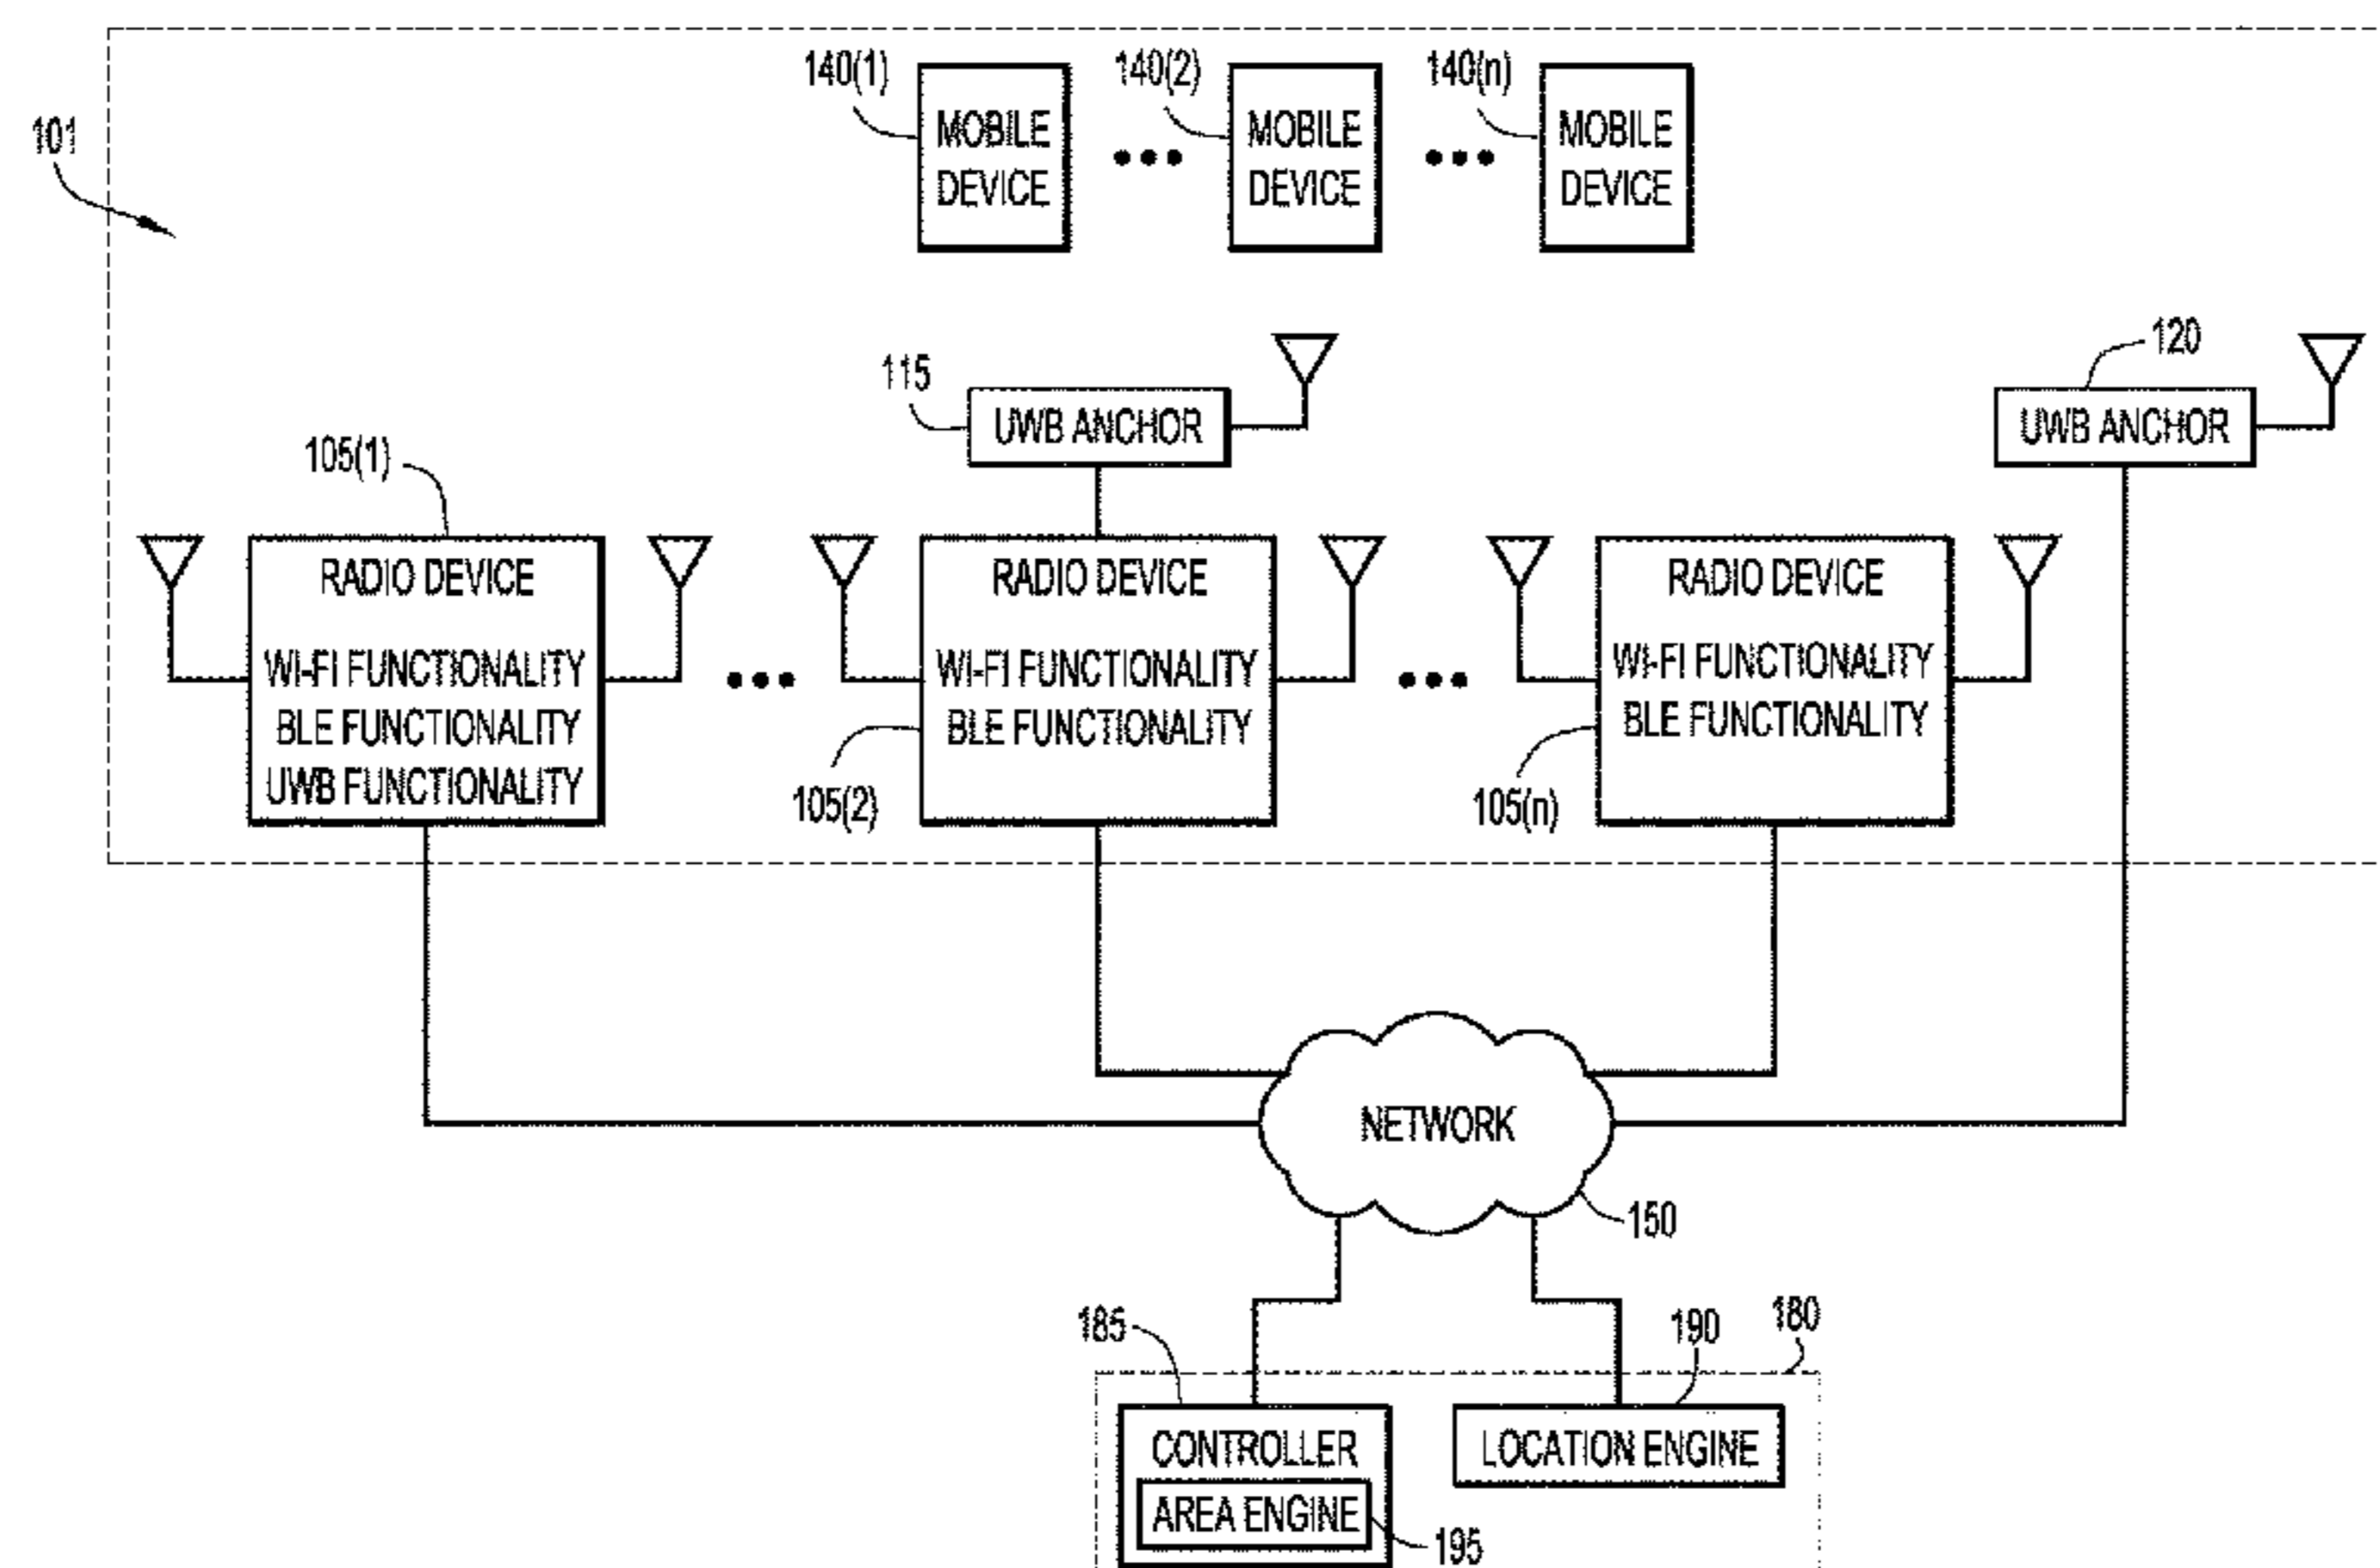 140(1)
140(2)
140(n)
101
MOBILE
DEVICE
MOBILE
DEVICE
MOBILE
DEVICE
115
UWB ANCHOR
120
UWB ANCHOR
105(1)
RADIO DEVICE
WI-FI FUNCTIONALITY
BLE FUNCTIONALITY
UWB FUNCTIONALITY
RADIO DEVICE
WI-FI FUNCTIONALITY
BLE FUNCTIONALITY
105(2)
RADIO DEVICE
WI-FI FUNCTIONALITY
BLE FUNCTIONALITY
105(n)
NETWORK
150
185
190
180
CONTROLLER
AREA ENGINE
195
LOCATION ENGINE